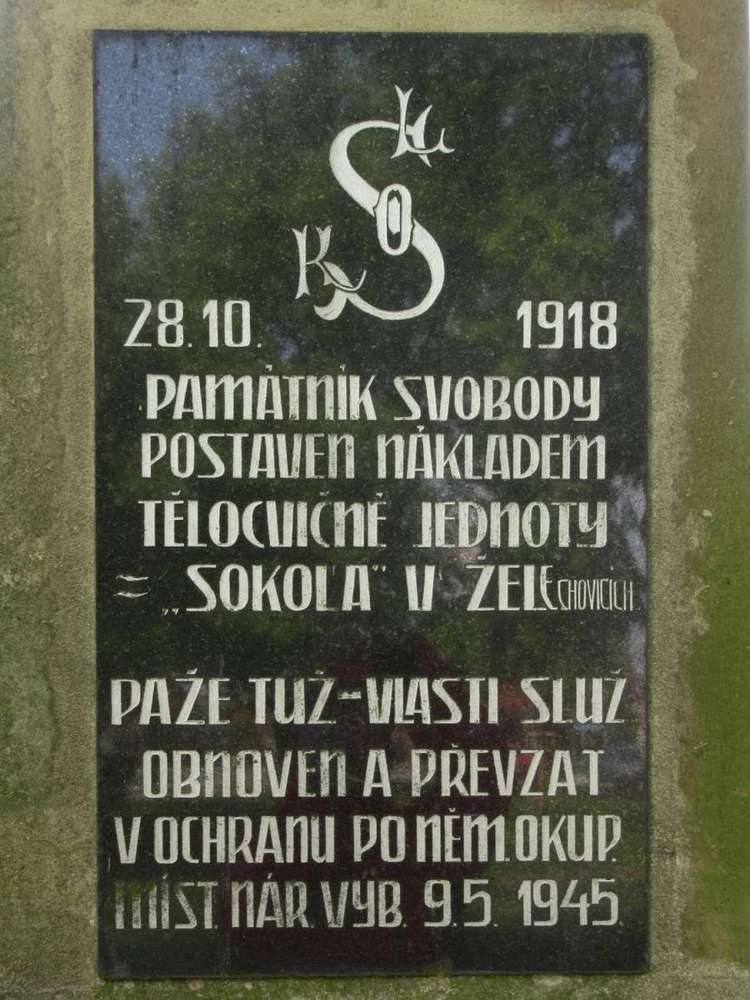 SOKOL
28.10. 1918
PAMÁTNÍK SVOBODY
POSTAVEN NÁKLADEM
TĚLOCVIČNÉ JEDNOTY
= „SOKOLA" V ŽELECHOVICÍCH
PAŽE TUŽ-VLASTI SLUŽ
OBNOVEN A PŘEVZAT
V OCHRANU PO NĚM. OKUP.
MÍST. NÁR. VÝB. 9.5. 1945.